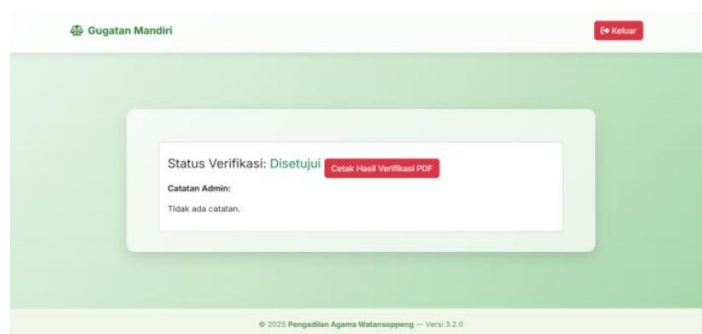 Gugatan Mandiri
Keluar
Status Verifikasi: Disetujui Cetak Hasil Verifikasi PDF
Catatan Admin:
Tidak ada catatan.
© 2025 Pengadilan Agama Watansoppeng — Versi 3.2.0